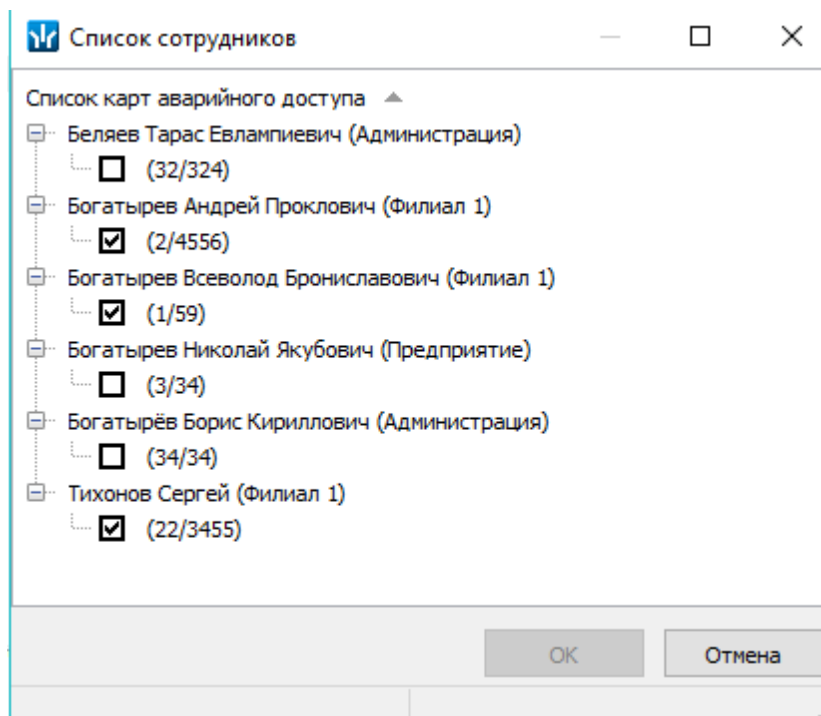 Список сотрудников
Список карт аварийного доступа
Беляев Тарас Евлампиевич (Администрация)
(32/324)
Богатырев Андрей Проклович (Филиал 1)
(2/4556)
Богатырев Всеволод Брониславович (Филиал 1)
(1/59)
Богатырев Николай Якубович (Предприятие)
(3/34)
Богатырёв Борис Кириллович (Администрация)
(34/34)
Тихонов Сергей (Филиал 1)
(22/3455)
ОК Отмена